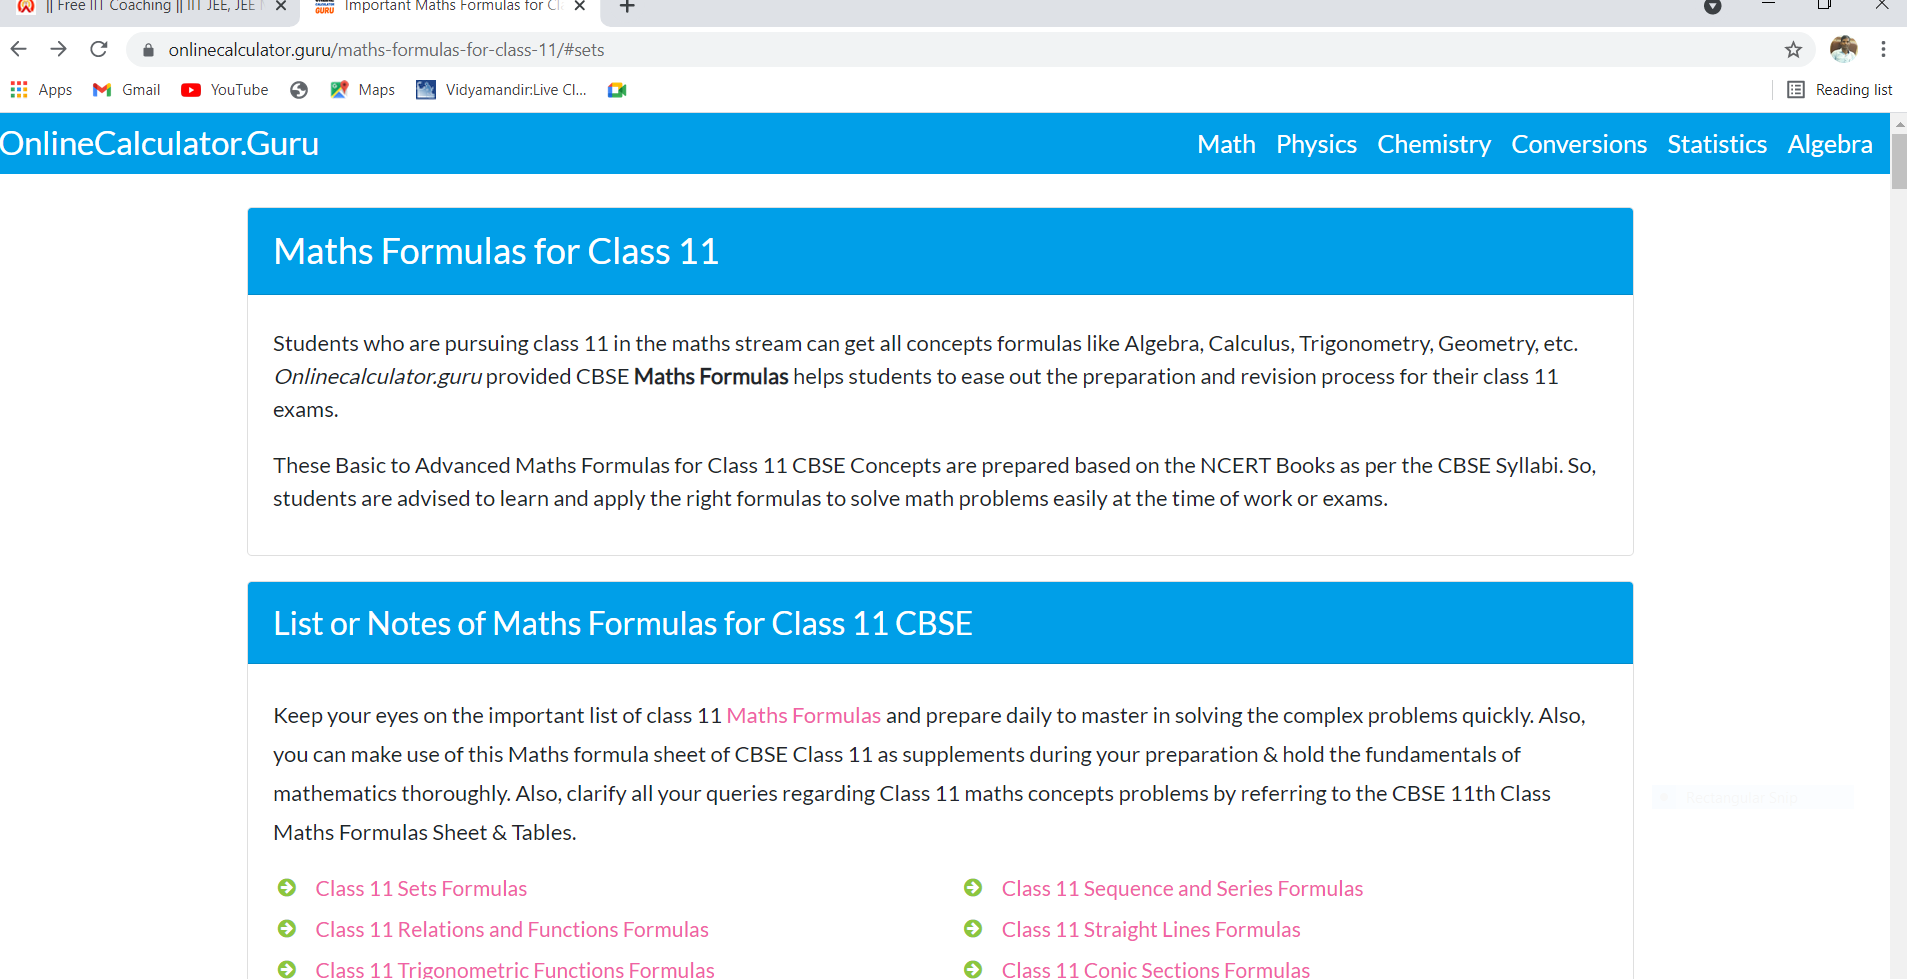 || Free IIT Coaching || IIT JEE, JEE
Important Maths Formulas for Cl
CALCULATOR
GURU
onlinecalculator.guru/maths-formulas-for-class-11/#sets
Apps Gmail YouTube Maps Vidyamandir:Live Cl... Reading list
OnlineCalculator.Guru Math Physics Chemistry Conversions Statistics Algebra
Maths Formulas for Class 11
Students who are pursuing class 11 in the maths stream can get all concepts formulas like Algebra, Calculus, Trigonometry, Geometry, etc.
Onlinecalculator.guru provided CBSE Maths Formulas helps students to ease out the preparation and revision process for their class 11
exams.
These Basic to Advanced Maths Formulas for Class 11 CBSE Concepts are prepared based on the NCERT Books as per the CBSE Syllabi. So,
students are advised to learn and apply the right formulas to solve math problems easily at the time of work or exams.
List or Notes of Maths Formulas for Class 11 CBSE
Keep your eyes on the important list of class 11 Maths Formulas and prepare daily to master in solving the complex problems quickly. Also,
you can make use of this Maths formula sheet of CBSE Class 11 as supplements during your preparation & hold the fundamentals of
mathematics thoroughly. Also, clarify all your queries regarding Class 11 maths concepts problems by referring to the CBSE 11th Class
Maths Formulas Sheet & Tables.
Rectangular Snip
Class 11 Sets Formulas
Class 11 Relations and Functions Formulas
Class 11 Trigonometric Functions Formulas
Class 11 Sequence and Series Formulas
Class 11 Straight Lines Formulas
Class 11 Conic Sections Formulas